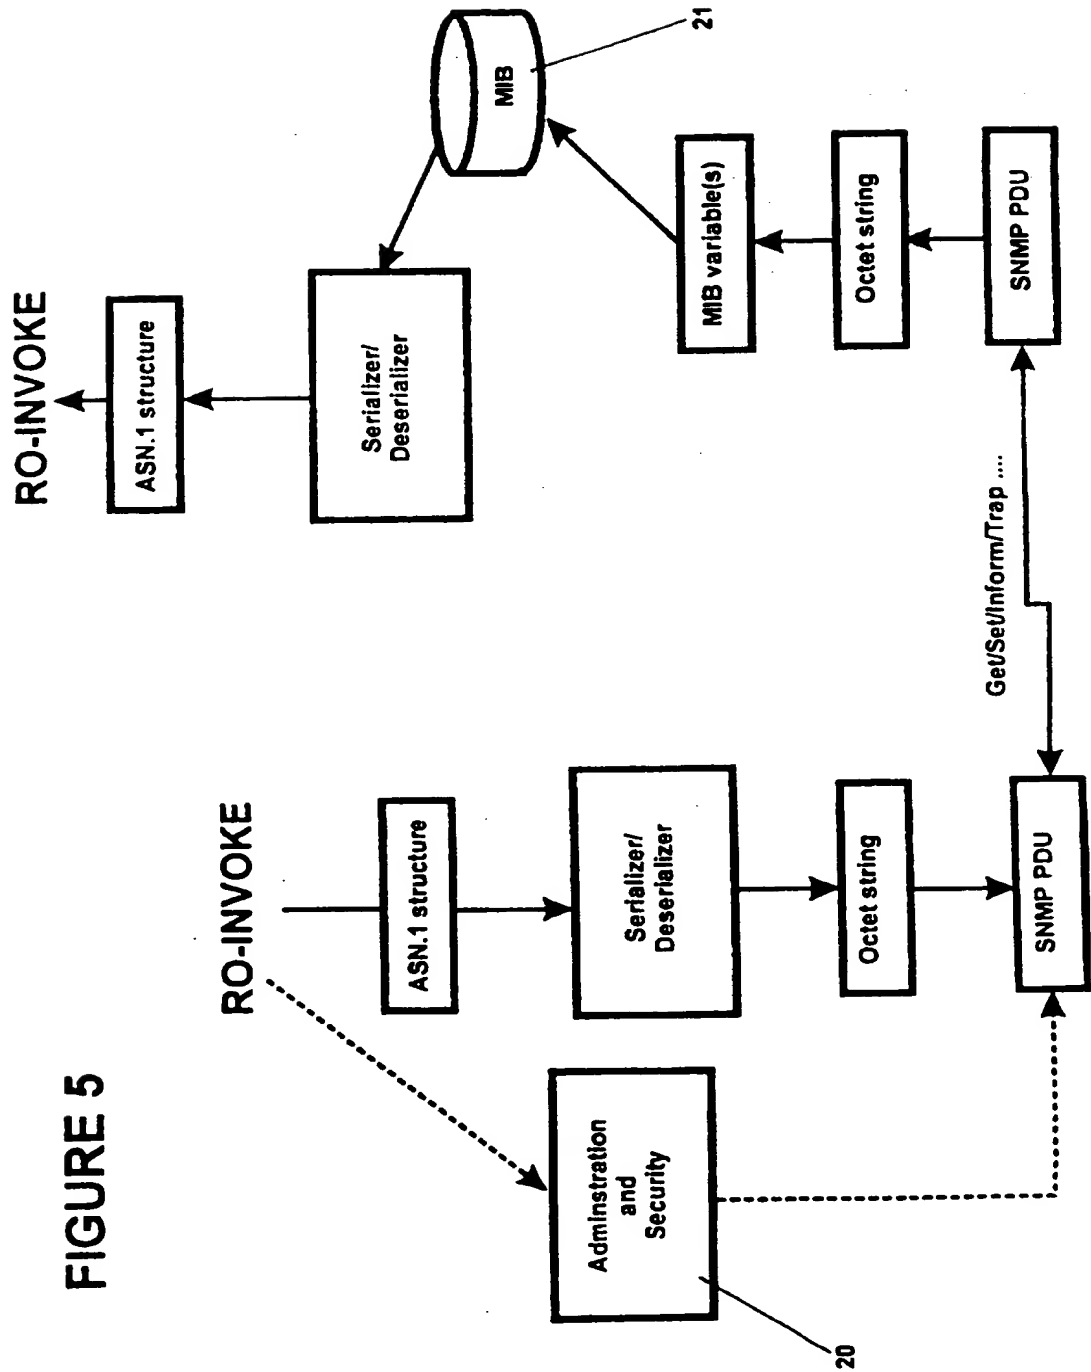 FIGURE 5
RO-INVOKE
RO-INVOKE
ASN.1 structure
ASN.1 structure
Adminstration
and
Security
Serializer/
Deserializer
Serializer/
Deserializer
MIB
21
20
Octet string
MIB variable(s)
Octet string
SNMP PDU
Get/Set/Inform/Trap ....
SNMP PDU